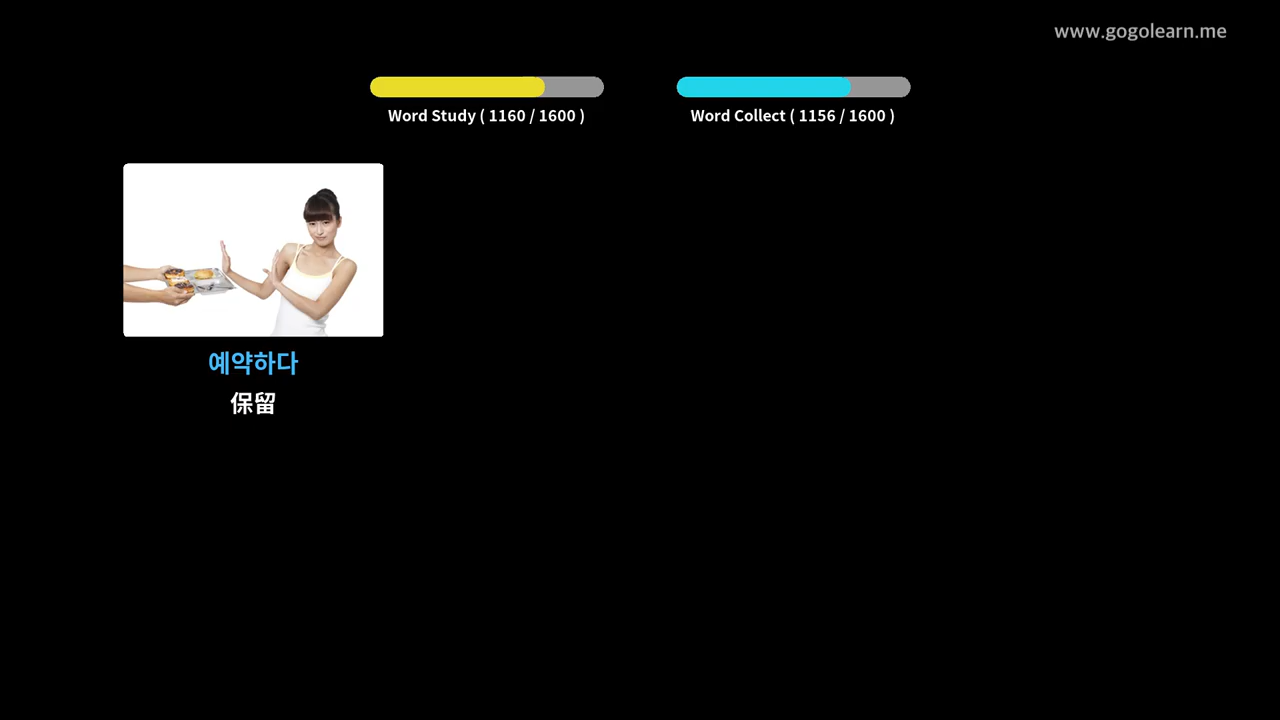 www.gogolearn.me
Word Study ( 1160 / 1600 )
Word Collect ( 1156 / 1600 )
예약하다
保留